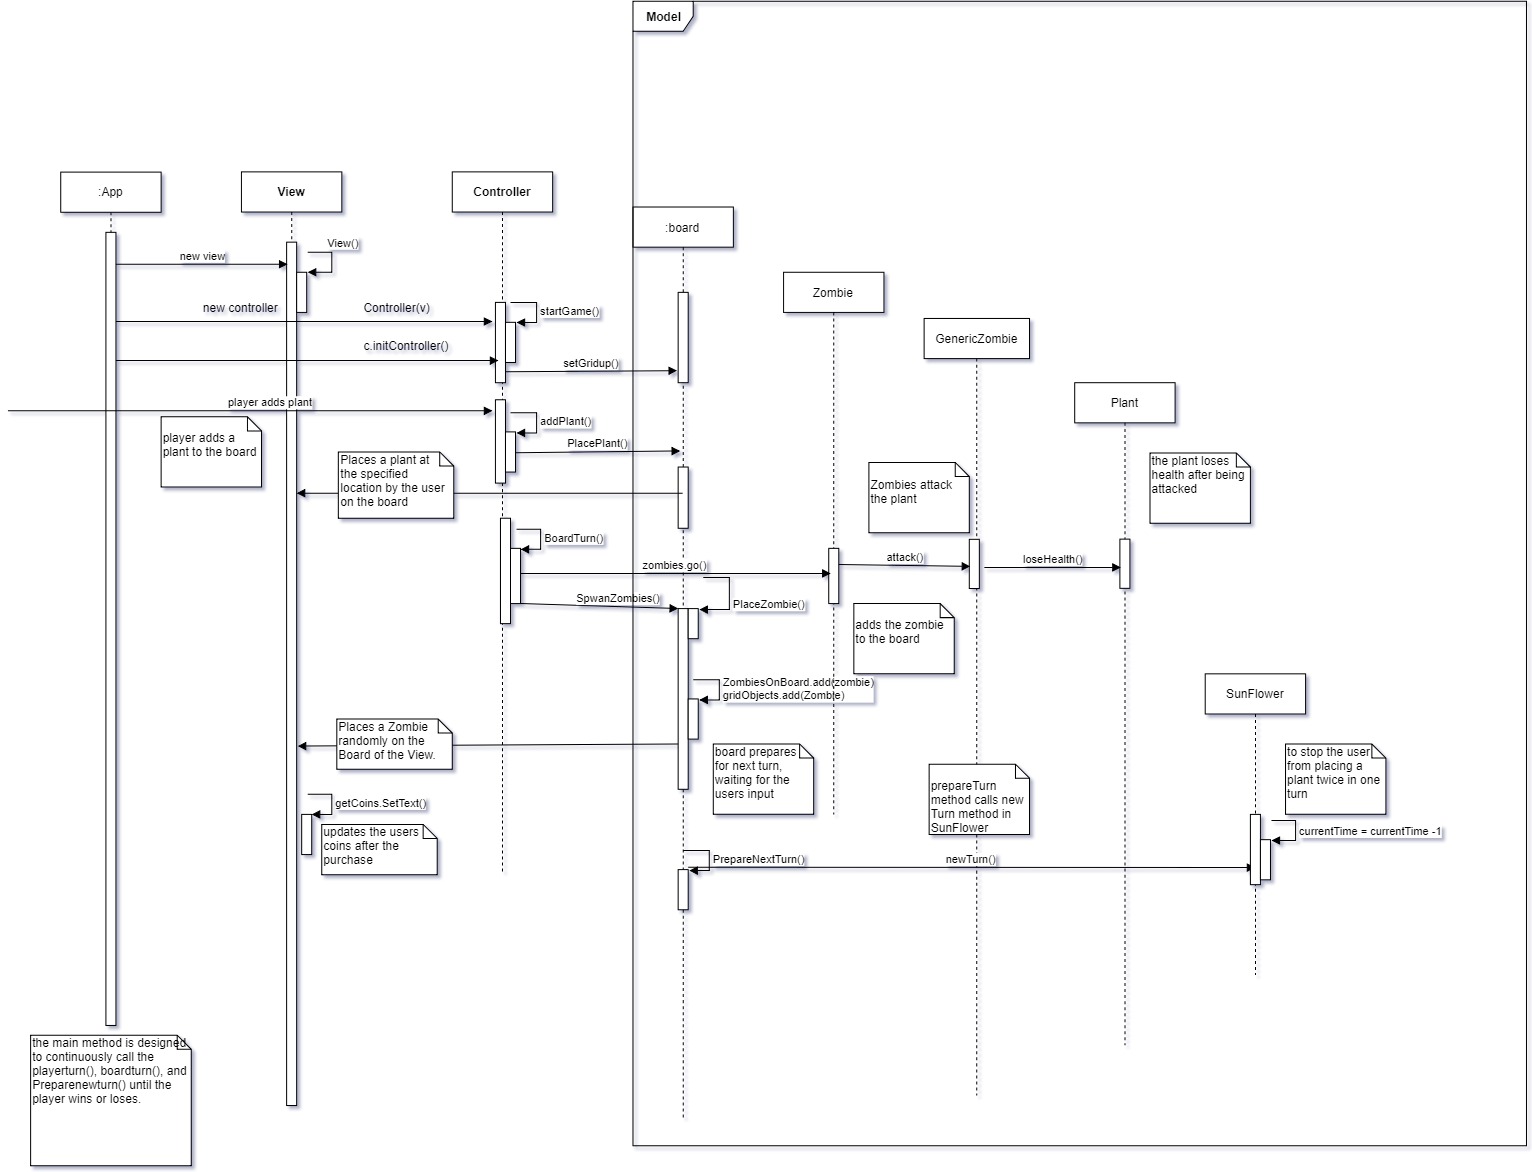 Model
:App
View
Controller
:board
Zombie
GenericZombie
Plant
SunFlower
View()
new view
new controller
Controller(v)
startGame()
c.initController()
setGridup()
player adds plant
player adds a
plant to the board
addPlant()
PlacePlant()
Places a plant at
the specified
location by the user
on the board
Zombies attack
the plant
the plant loses
health after being
attacked
BoardTurn()
zombies.go()
attack()
loseHealth()
SpwanZombies()
PlaceZombie()
adds the zombie
to the board
ZombiesOnBoard.add(zombie)
gridObjects.add(Zombie)
Places a Zombie
randomly on the
Board of the View.
board prepares
for next turn,
waiting for the
users input
prepareTurn
method calls new
Turn method in
SunFlower
to stop the user
from placing a
plant twice in one
turn
getCoins.SetText()
updates the users
coins after the
purchase
currentTime = currentTime -1
PrepareNextTurn()
newTurn()
the main method is designed
to continuously call the
playerturn(), boardturn(), and
Preparenewturn() until the
player wins or loses.